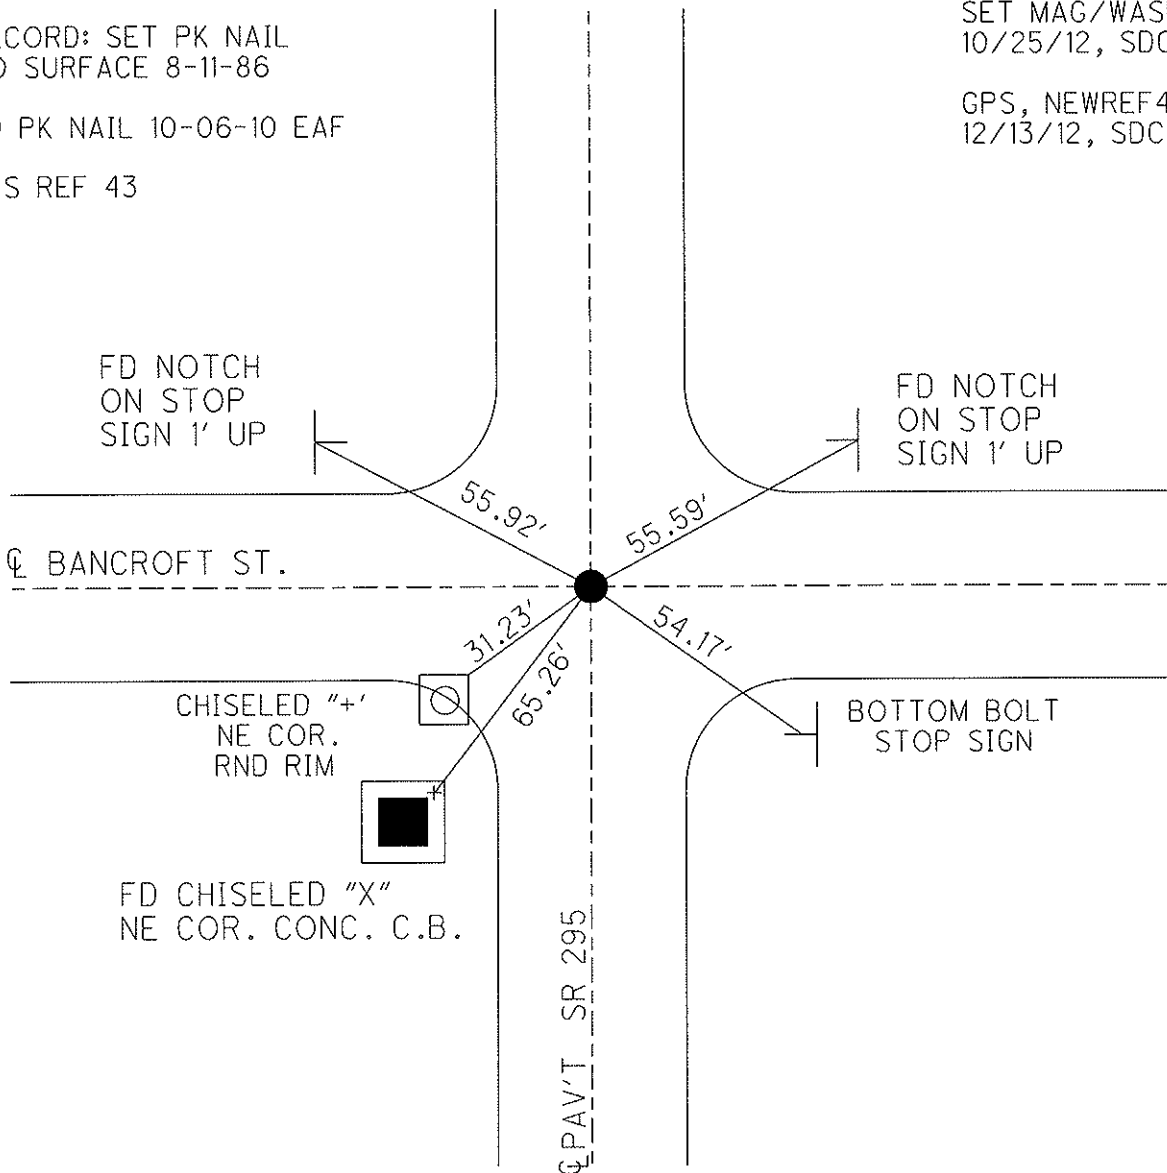 CORD: SET PK NAIL
SURFACE 8-11-86
PK NAIL 10-06-10 EAF
S REF 43
SET MAG/WAS
10/25/12, SDC
GPS, NEWREF4
12/13/12, SDC
FD NOTCH
ON STOP
SIGN 1' UP
FD NOTCH
ON STOP
SIGN 1' UP
55.92'
55.59'
℄ BANCROFT ST.
31.23'
65.26'
54.17'
CHISELED "+'
NE COR.
RND RIM
BOTTOM BOLT
STOP SIGN
FD CHISELED "X"
NE COR. CONC. C.B.
℄ PAV'T SR 295